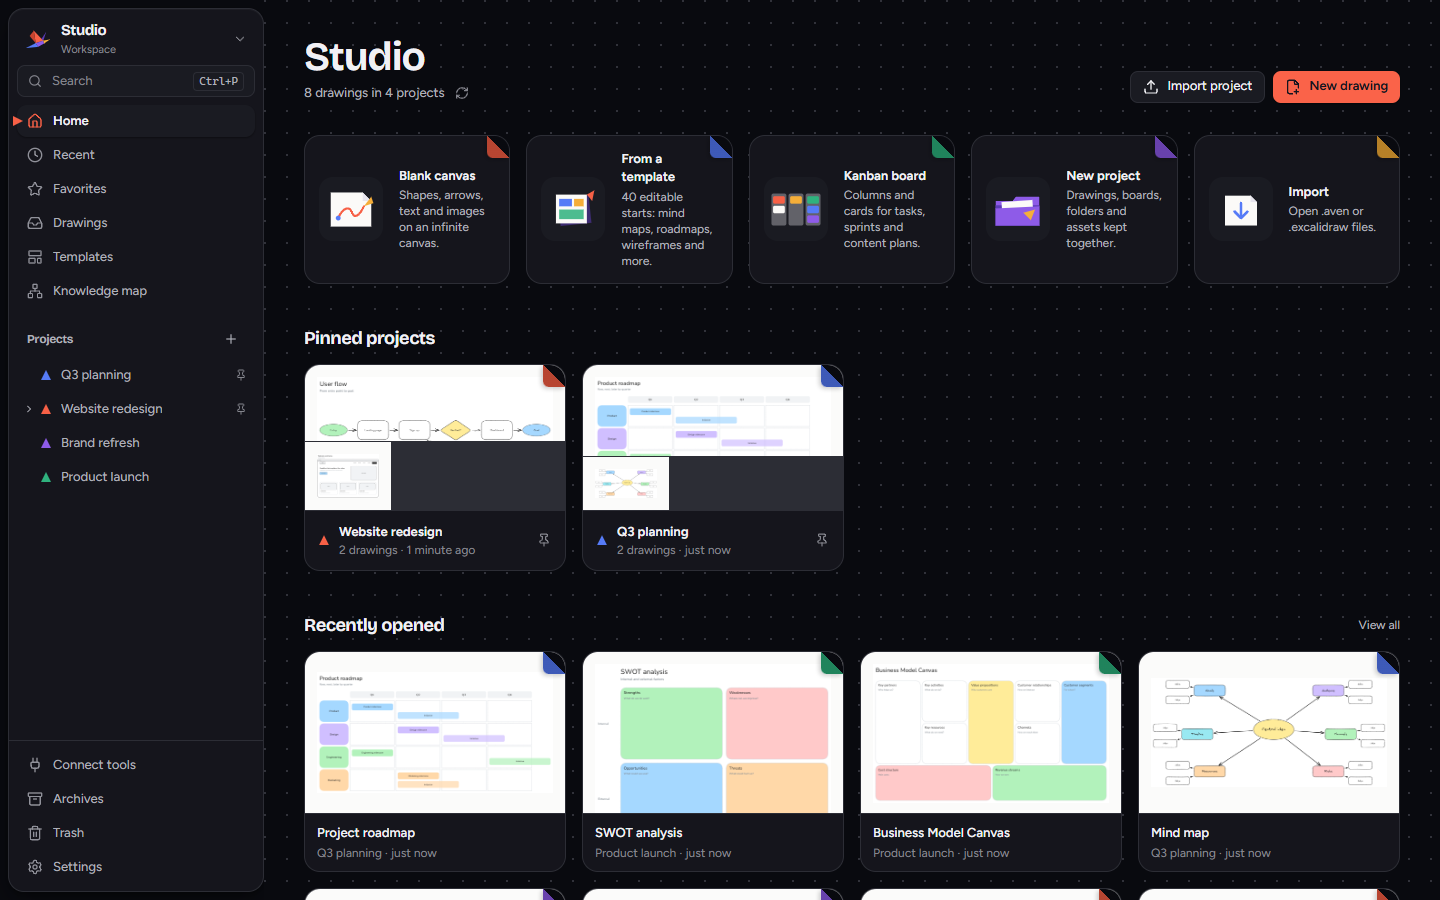 Studio
Workspace
Search
Ctrl+P
Home
Recent
Favorites
Drawings
Templates
Knowledge map
Projects
Q3 planning
Website redesign
Brand refresh
Product launch
Connect tools
Archives
Trash
Settings
Studio
8 drawings in 4 projects
Import project
New drawing
Blank canvas
Shapes, arrows,
text and images
on an infinite
canvas.
From a
template
40 editable
starts: mind
maps, roadmaps,
wireframes and
more.
Kanban board
Columns and
cards for tasks,
sprints and
content plans.
New project
Drawings, boards,
folders and
assets kept
together.
Import
Open .aven or
.excalidraw files.
Pinned projects
User flow
Product roadmap
Website redesign
2 drawings · 1 minute ago
Q3 planning
2 drawings · just now
Recently opened
View all
Product roadmap
SWOT analysis
Strengths
Weaknesses
Opportunities
Threats
Business Model Canvas
Project roadmap
Q3 planning · just now
SWOT analysis
Product launch · just now
Business Model Canvas
Product launch · just now
Mind map
Q3 planning · just now